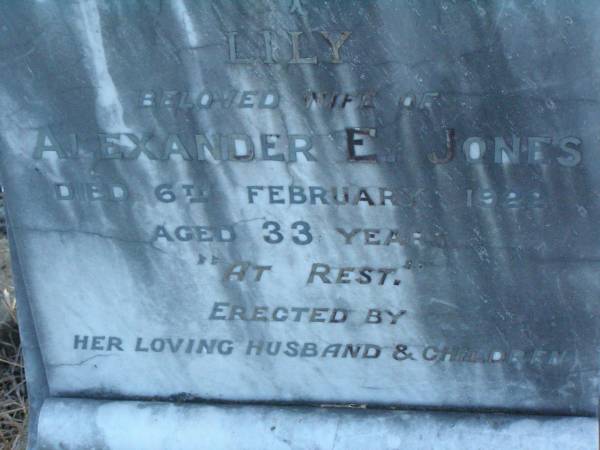 LILY
BELOVED WIFE OF
ALEXANDER E. JONES
DIED 6TH FEBRUARY 1922
AGED 33 YEARS
"AT REST."
ERECTED BY
HER LOVING HUSBAND & CHILDREN